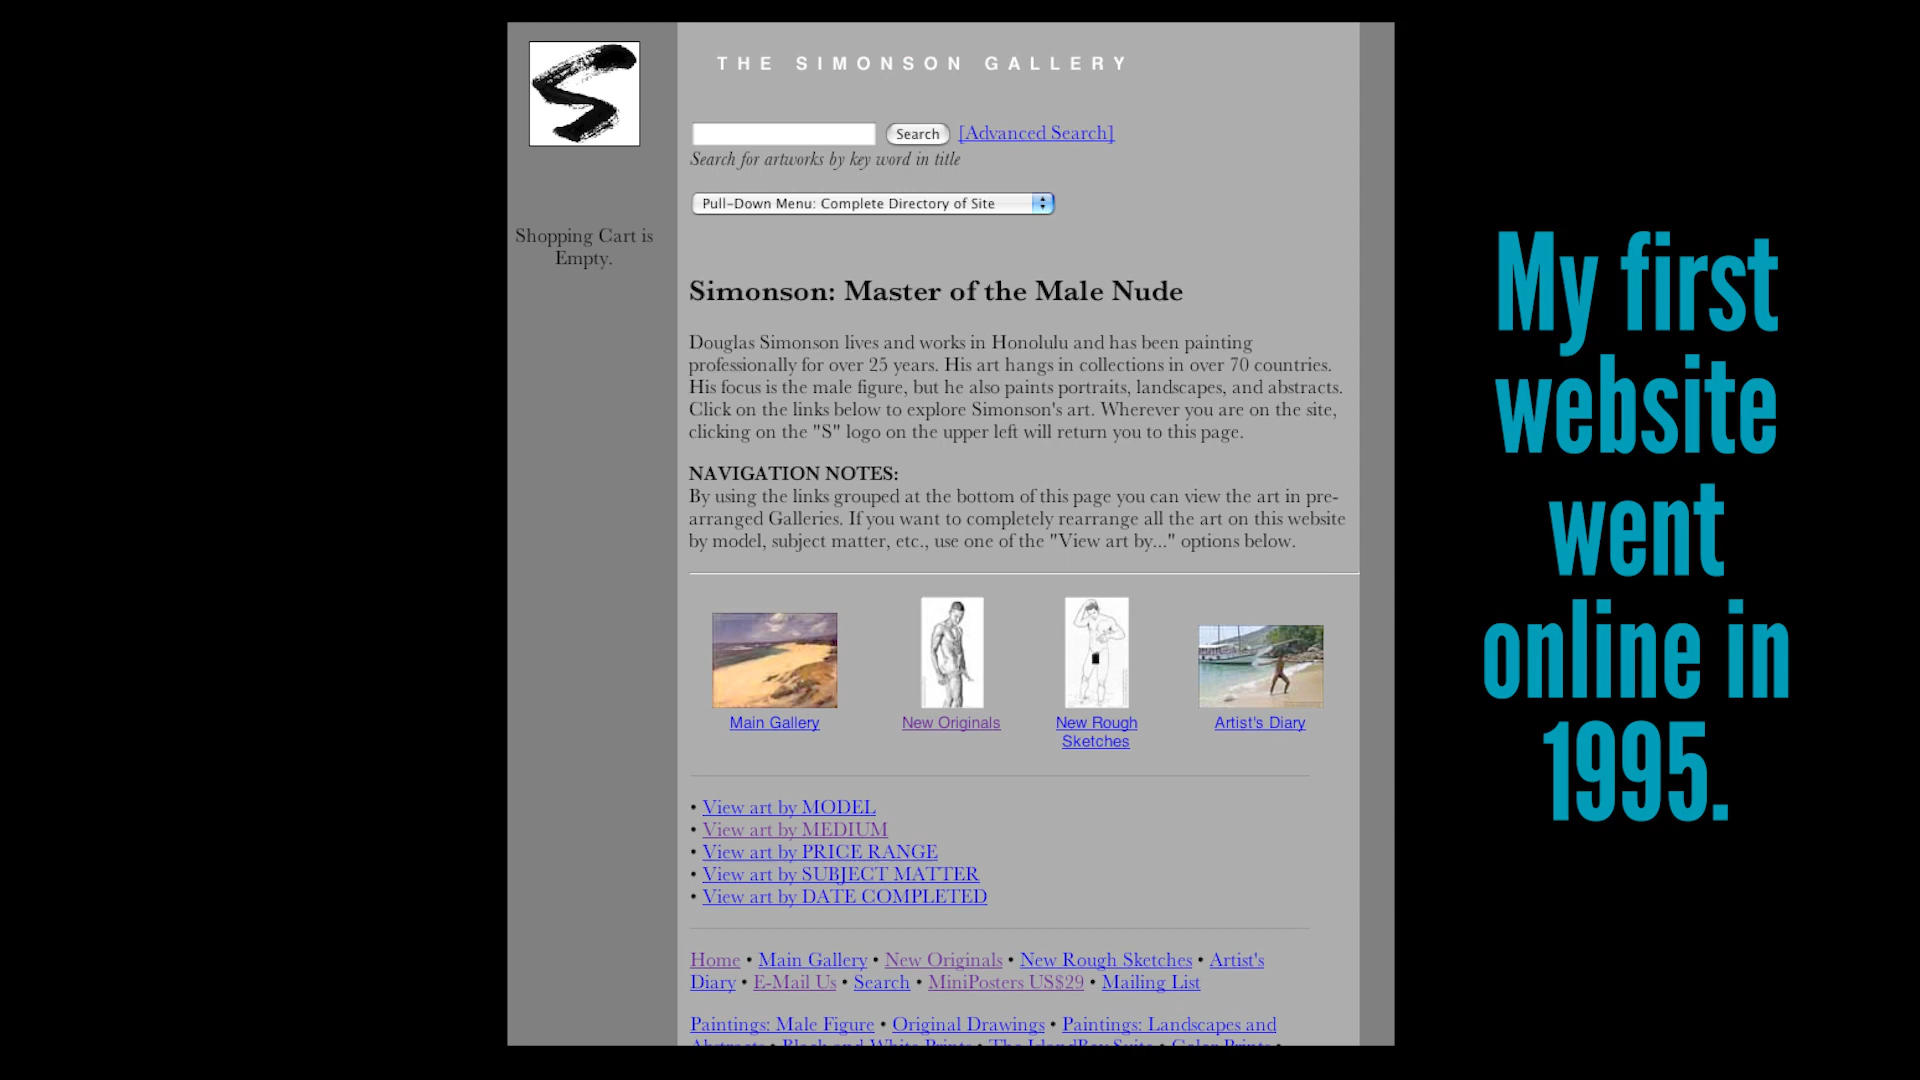 THE SIMONSON GALLERY
Search [Advanced Search]
Search for artworks by key word in title
Pull-Down Menu: Complete Directory of Site
Shopping Cart is
Empty.
Simonson: Master of the Male Nude
Douglas Simonson lives and works in Honolulu and has been painting
professionally for over 25 years. His art hangs in collections in over 70 countries.
His focus is the male figure, but he also paints portraits, landscapes, and abstracts.
Click on the links below to explore Simonson's art. Wherever you are on the site,
clicking on the "S" logo on the upper left will return you to this page.
NAVIGATION NOTES:
By using the links grouped at the bottom of this page you can view the art in pre-
arranged Galleries. If you want to completely rearrange all the art on this website
by model, subject matter, etc., use one of the "View art by..." options below.
Main Gallery
New Originals
New Rough
Sketches
Artist's Diary
• View art by MODEL
• View art by MEDIUM
• View art by PRICE RANGE
• View art by SUBJECT MATTER
• View art by DATE COMPLETED
Home • Main Gallery • New Originals • New Rough Sketches • Artist's
Diary • E-Mail Us • Search • MiniPosters US$29 • Mailing List
Paintings: Male Figure • Original Drawings • Paintings: Landscapes and
Abstracts • Black and White Prints • The IslandBoy Suite • Color Prints •
My first
website
went
online in
1995.